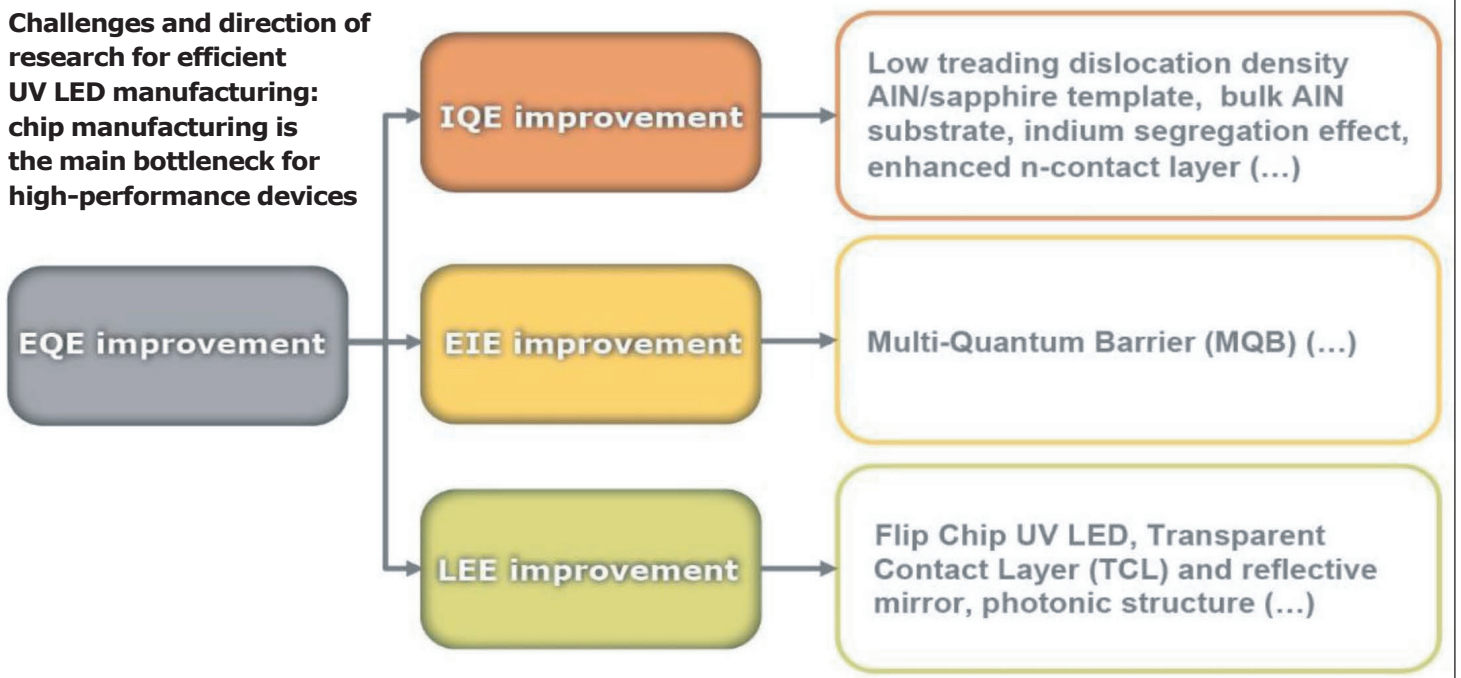 Challenges and direction of
research for efficient
UV LED manufacturing:
chip manufacturing is
the main bottleneck for
high-performance devices
EQE improvement
IQE improvement
Low treading dislocation density
AlN/sapphire template, bulk AlN
substrate, indium segregation effect,
enhanced n-contact layer (...)
EIE improvement
Multi-Quantum Barrier (MQB) (...)
LEE improvement
Flip Chip UV LED, Transparent
Contact Layer (TCL) and reflective
mirror, photonic structure (...)